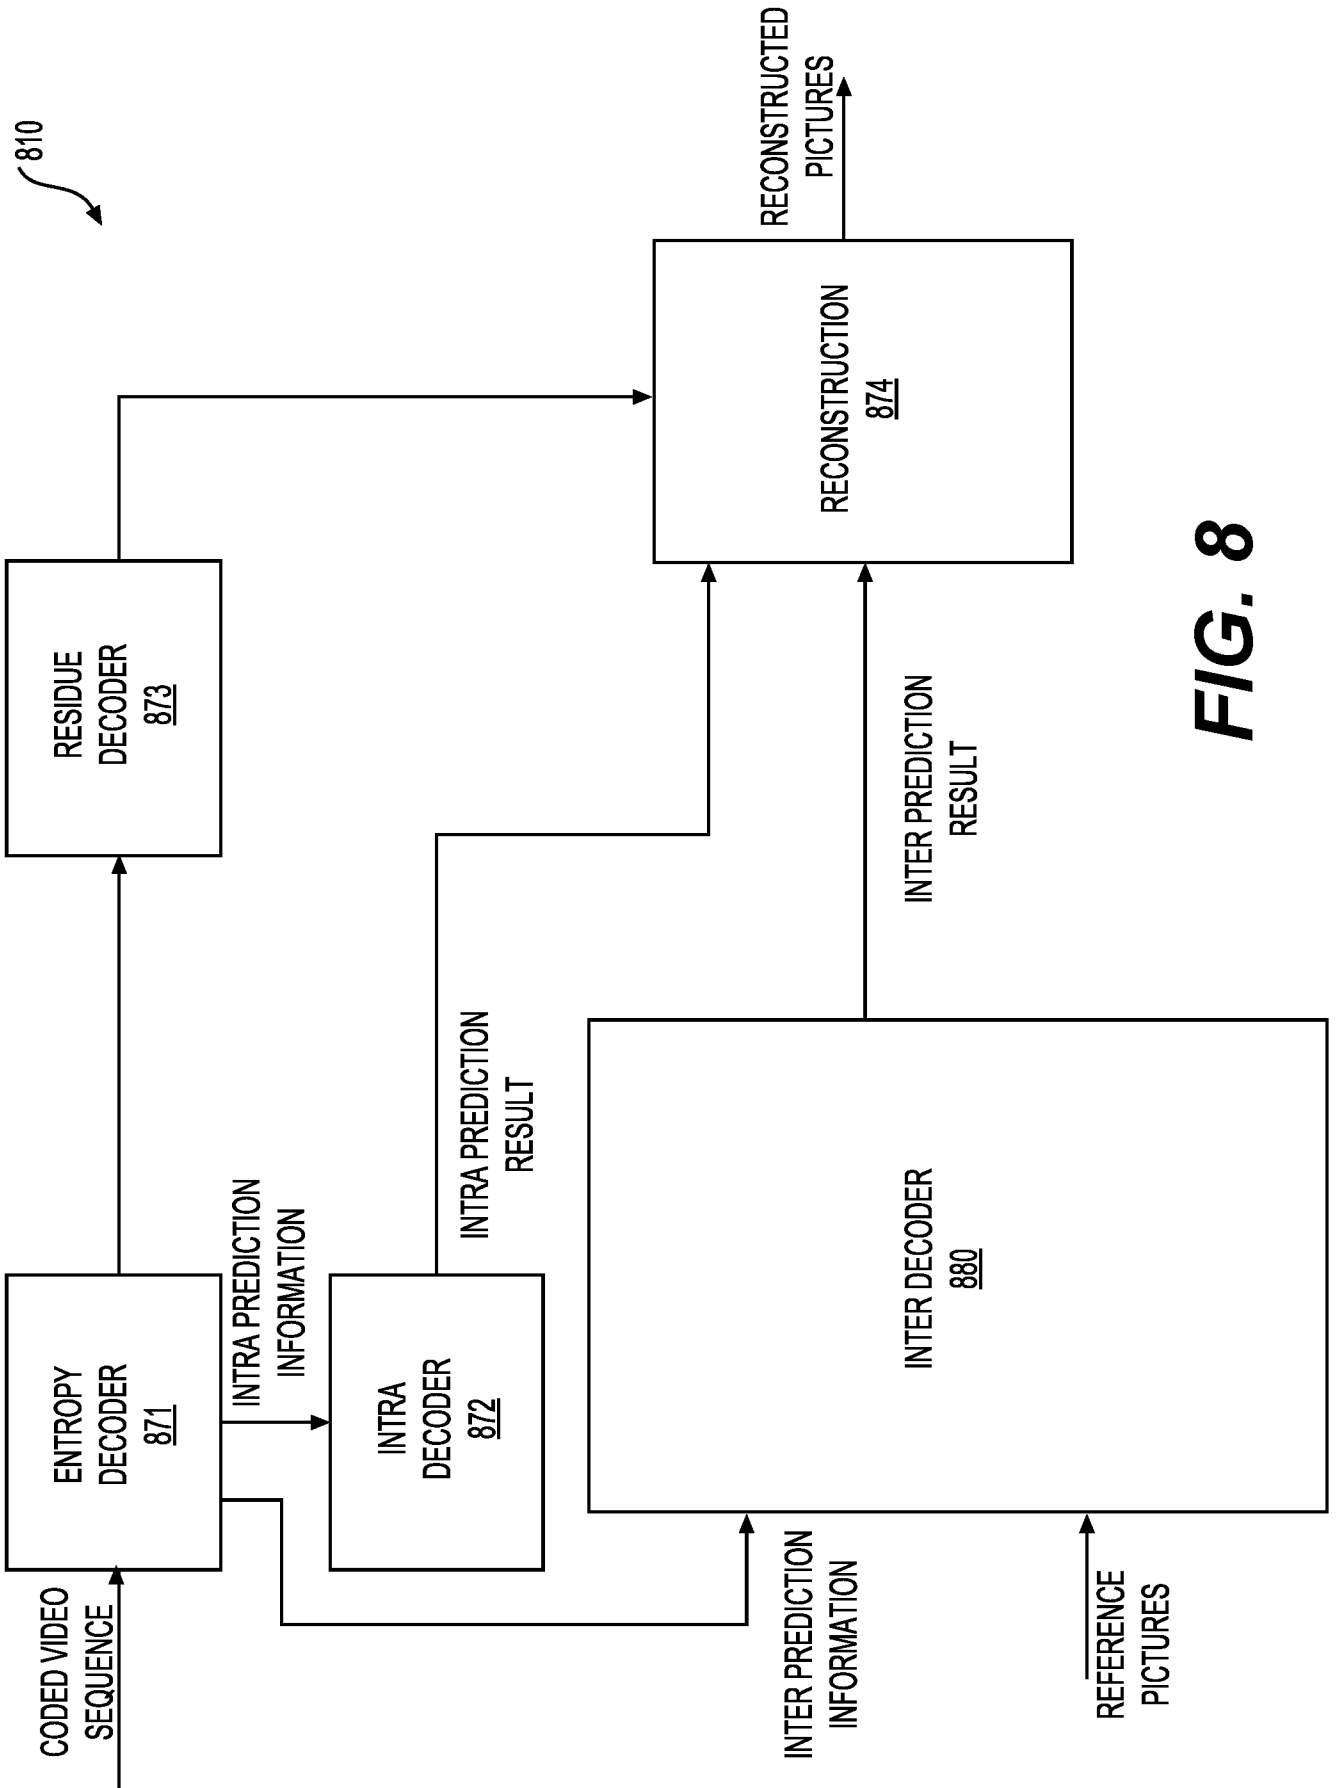 810
CODED VIDEO
SEQUENCE
ENTROPY
DECODER
871
RESIDUE
DECODER
873
INTRA PREDICTION
INFORMATION
INTRA
DECODER
872
INTRA PREDICTION
RESULT
RECONSTRUCTED
PICTURES
RECONSTRUCTION
874
INTER PREDICTION
INFORMATION
INTER DECODER
880
INTER PREDICTION
RESULT
REFERENCE
PICTURES
FIG. 8